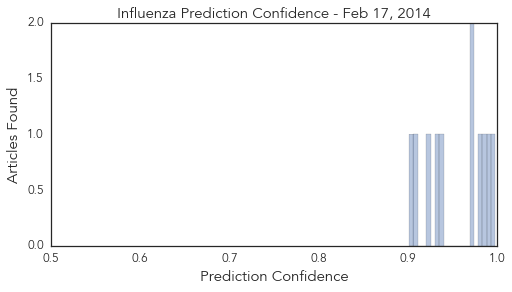 Influenza Prediction Confidence - Feb 17, 2014
Articles Found
2.0
1.5
1.0
0.5
0.0
0.5 0.6 0.7 0.8 0.9 1.0
Prediction Confidence